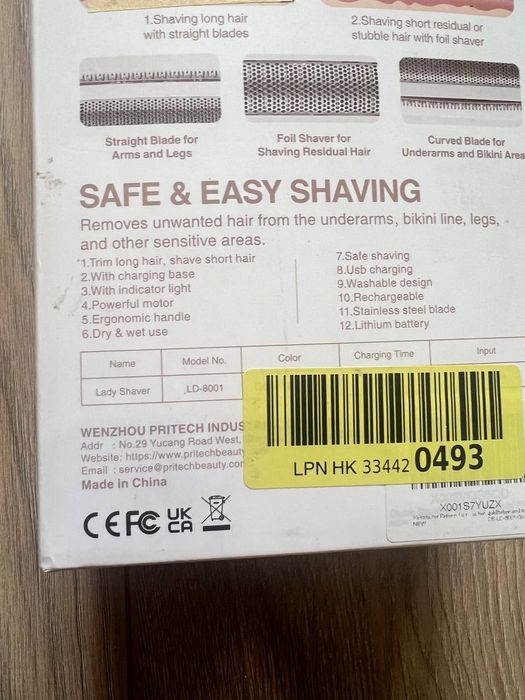 1.Shaving long hair
with straight blades
2.Shaving short residual or
stubble hair with foil shaver
Straight Blade for
Arms and Legs
Foil Shaver for
Shaving Residual Hair
Curved Blade for
Underarms and Bikini Area
SAFE & EASY SHAVING
Removes unwanted hair from the underarms, bikini line, legs,
and other sensitive areas.
1.Trim long hair, shave short hair
2.With charging base
3.With indicator light
4.Powerful motor
5.Ergonomic handle
6.Dry & wet use
7.Safe shaving
8.Usb charging
9.Washable design
10.Rechargeable
11.Stainless steel blade
12.Lithium battery
Name Model No. Color Charging Time Input
Lady Shaver LD-8001
WENZHOU PRITECH INDUS
Addr : No.29 Yucang Road West,
Website: https://www.pritechbeauty
Email : service@pritechbeauty.cor
Made in China
CE FC UK CA
LPN HK 33442 0493
X001S7YUZX